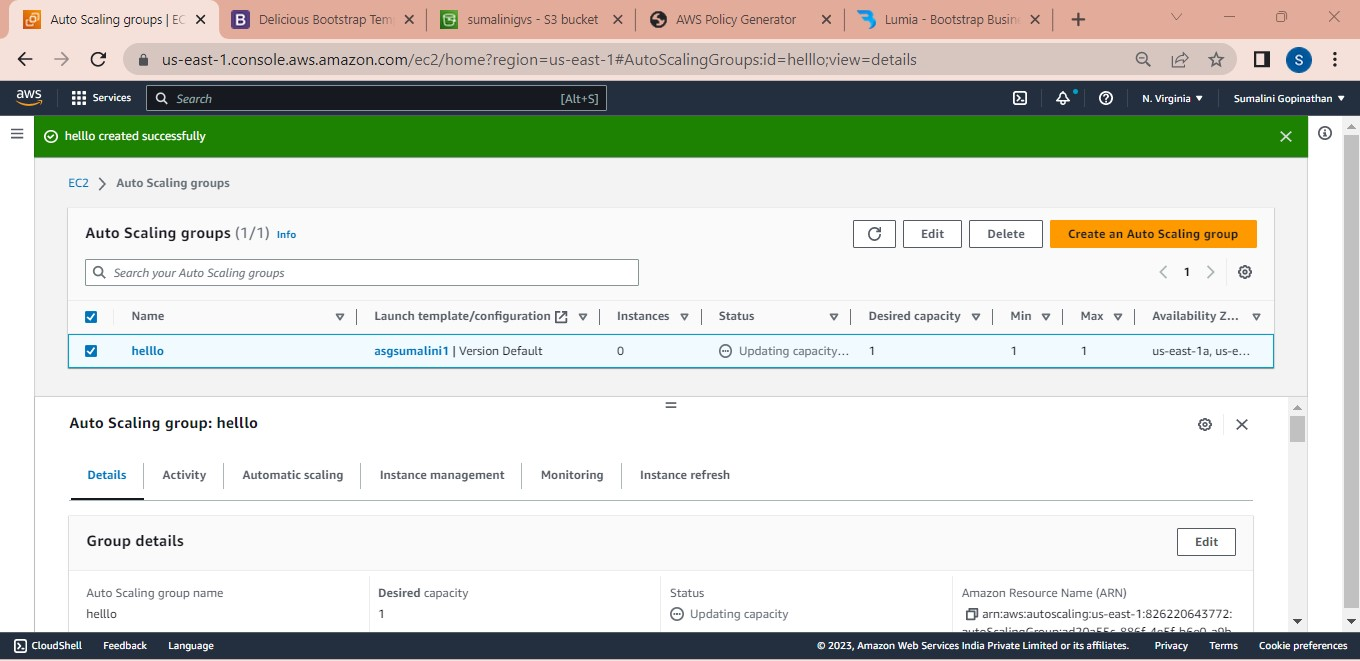 Auto Scaling groups | EC
Delicious Bootstrap Tem
sumalinigvs - S3 bucket
AWS Policy Generator
Lumia - Bootstrap Busin
us-east-1.console.aws.amazon.com/ec2/home?region=us-east-1#AutoScalingGroups:id=helllo;view=details
S
aws
Services
Search
[Alt+S]
N. Virginia
Sumalini Gopinathan
helllo created successfully
EC2
Auto Scaling groups
Auto Scaling groups (1/1) Info
Edit
Delete
Create an Auto Scaling group
Search your Auto Scaling groups
1
Name
Launch template/configuration
Instances
Status
Desired capacity
Min
Max
Availability Z...
helllo
asgsumalini1 | Version Default
0
Updating capacity...
1
1
1
us-east-1a, us-e...
Auto Scaling group: helllo
Details
Activity
Automatic scaling
Instance management
Monitoring
Instance refresh
Group details
Edit
Auto Scaling group name
helllo
Desired capacity
1
Status
Updating capacity
Amazon Resource Name (ARN)
arn:aws:autoscaling:us-east-1:826220643772:
CloudShell
Feedback
Language
© 2023, Amazon Web Services India Private Limited or its affiliates.
Privacy
Terms
Cookie preferences